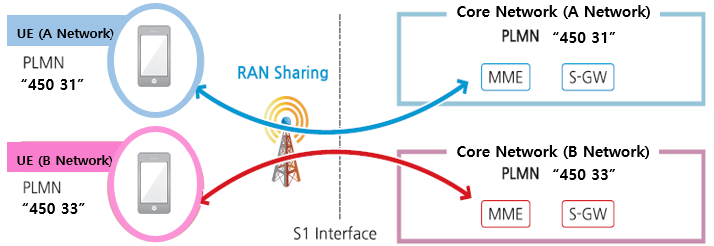 UE (A Network)
PLMN
“450 31”
RAN Sharing
Core Network (A Network)
PLMN “450 31”
MME
S-GW
UE (B Network)
PLMN
“450 33”
Core Network (B Network)
PLMN “450 33”
MME
S-GW
S1 Interface